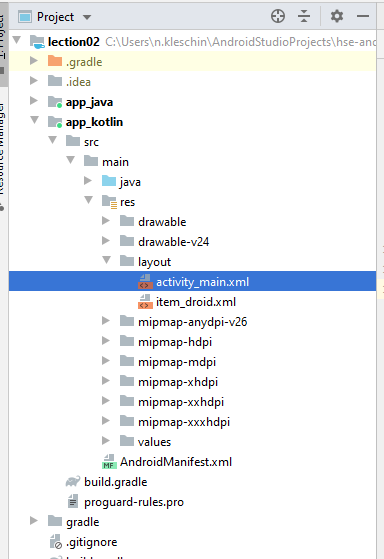 Project
lection02 C:\Users\n.kleschin\AndroidStudioProjects\hse-and
.gradle
.idea
app_java
app_kotlin
src
main
java
res
drawable
drawable-v24
layout
activity_main.xml
item_droid.xml
mipmap-anydpi-v26
mipmap-hdpi
mipmap-mdpi
mipmap-xhdpi
mipmap-xxhdpi
mipmap-xxxhdpi
values
AndroidManifest.xml
build.gradle
proguard-rules.pro
gradle
.gitignore
Project
Resource Manager